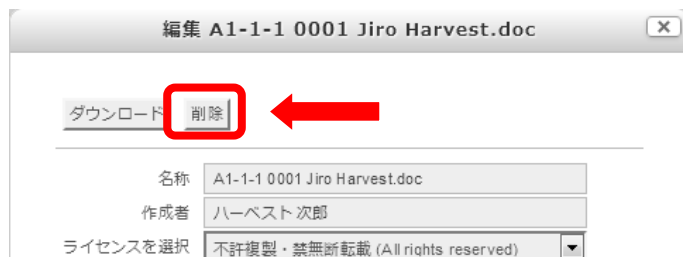 編集 A1-1-1 0001 Jiro Harvest.doc
ダウンロード 削除
名称 A1-1-1 0001 Jiro Harvest.doc
作成者 ハーベスト 次郎
ライセンスを選択 不許複製・禁無断転載 (All rights reserved)